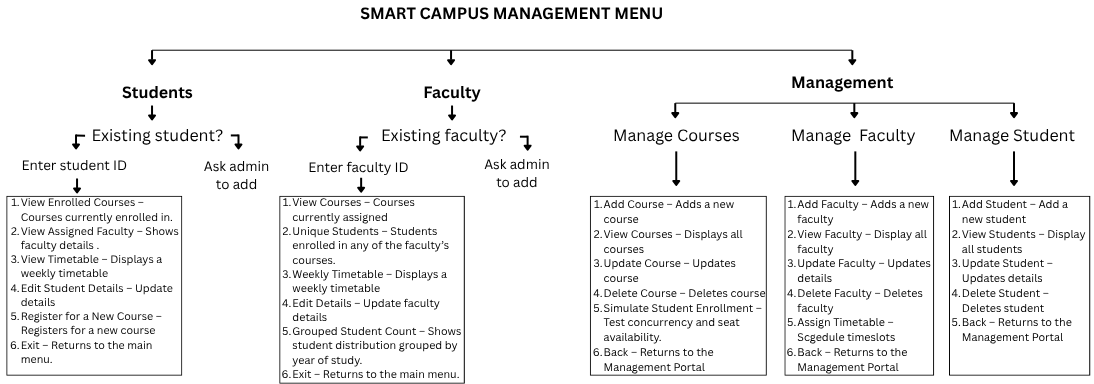 SMART CAMPUS MANAGEMENT MENU
Students
Faculty
Management
Existing student?
Existing faculty?
Manage Courses
Manage Faculty
Manage Student
Enter student ID
Ask admin
to add
Enter faculty ID
Ask admin
to add
1. View Enrolled Courses –
Courses currently enrolled in.
2. View Assigned Faculty – Shows
faculty details .
3. View Timetable – Displays a
weekly timetable
4. Edit Student Details – Update
details
5. Register for a New Course –
Registers for a new course
6. Exit – Returns to the main
menu.
1. View Courses – Courses
currently assigned
2. Unique Students – Students
enrolled in any of the faculty’s
courses.
3. Weekly Timetable – Displays a
weekly timetable
4. Edit Details – Update faculty
details
5. Grouped Student Count – Shows
student distribution grouped by
year of study.
6. Exit – Returns to the main menu.
1. Add Course – Adds a new
course
2. View Courses – Displays all
courses
3. Update Course – Updates
course
4. Delete Course – Deletes course
5. Simulate Student Enrollment –
Test concurrency and seat
availability.
6. Back – Returns to the
Management Portal
1. Add Faculty – Adds a new
faculty
2. View Faculty – Display all
faculty
3. Update Faculty – Updates
details
4. Delete Faculty – Deletes
faculty
5. Assign Timetable –
Scgedule timeslots
6. Back – Returns to the
Management Portal
1. Add Student – Add a
new student
2. View Students – Display
all students
3. Update Student –
Updates details
4. Delete Student –
Deletes student
5. Back – Returns to the
Management Portal